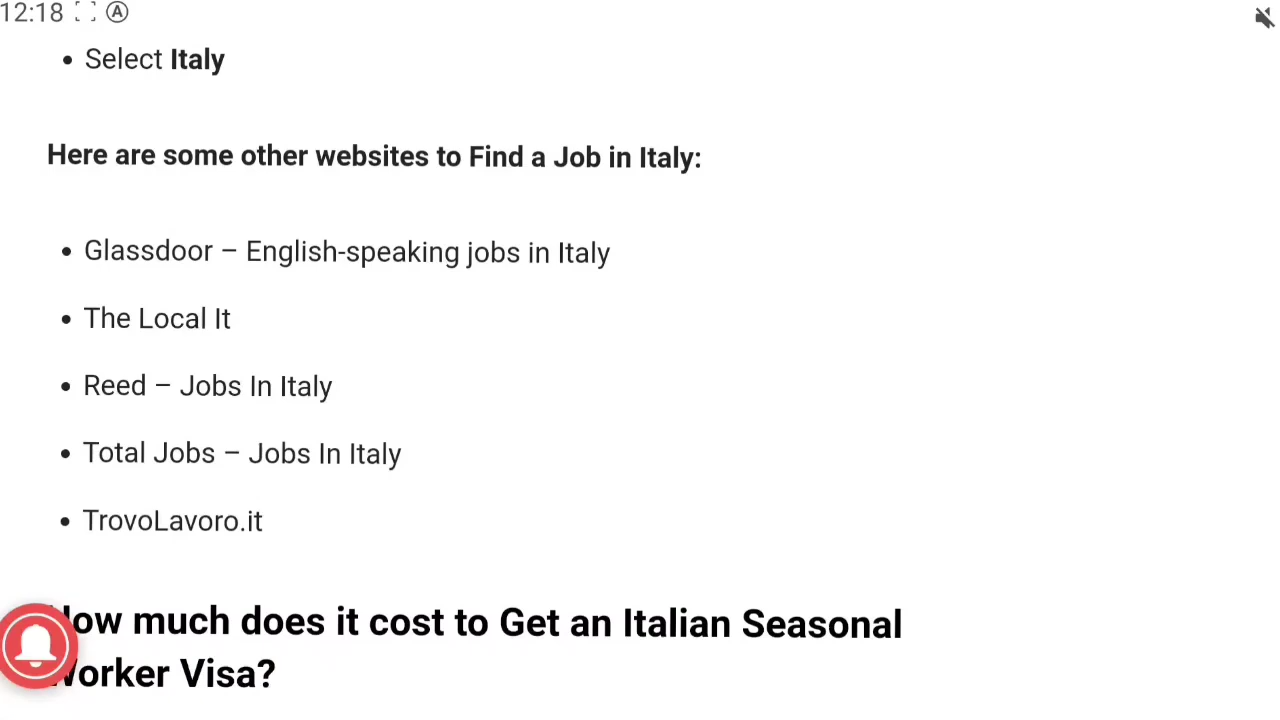 12:18 A
• Select Italy
Here are some other websites to Find a Job in Italy:
• Glassdoor – English-speaking jobs in Italy
• The Local It
• Reed – Jobs In Italy
• Total Jobs – Jobs In Italy
• TrovoLavoro.it
How much does it cost to Get an Italian Seasonal
Worker Visa?